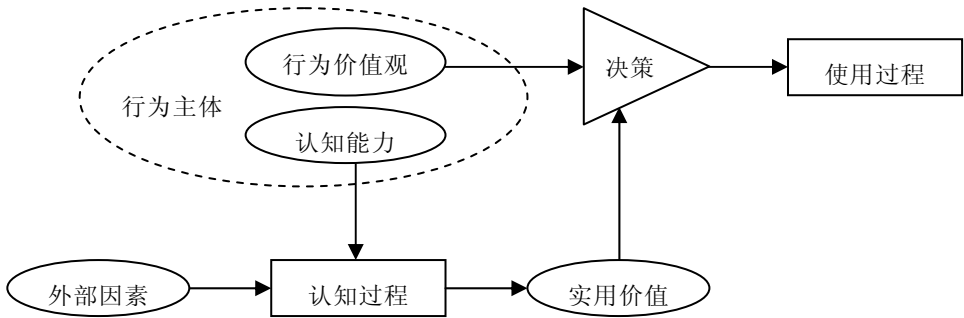 行为价值观
决策
使用过程
行为主体
认知能力
外部因素
认知过程
实用价值